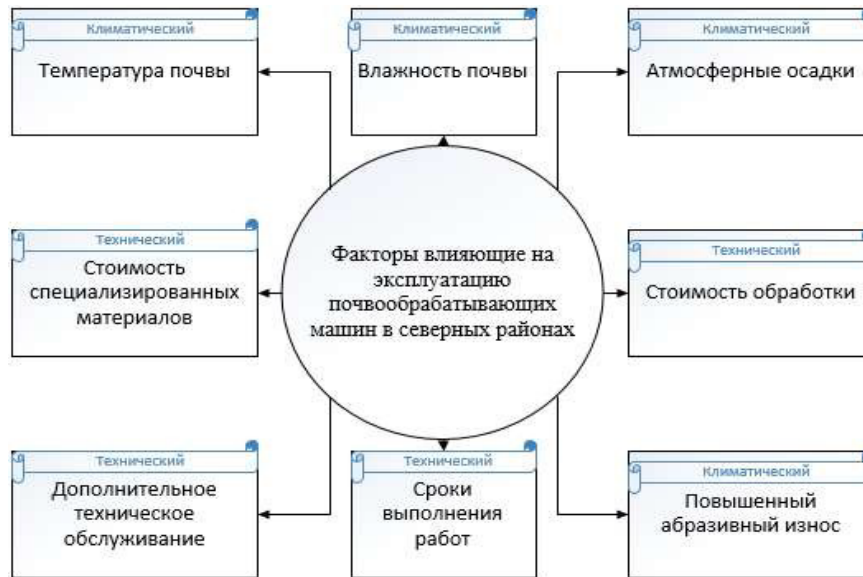 Климатический
Температура почвы
Климатический
Влажность почвы
Климатический
Атмосферные осадки
Технический
Стоимость
специализированных
материалов
Факторы влияющие на
эксплуатацию
почвообрабатывающих
машин в северных районах
Технический
Стоимость обработки
Технический
Дополнительное
техническое
обслуживание
Технический
Сроки
выполнения
работ
Климатический
Повышенный
абразивный износ